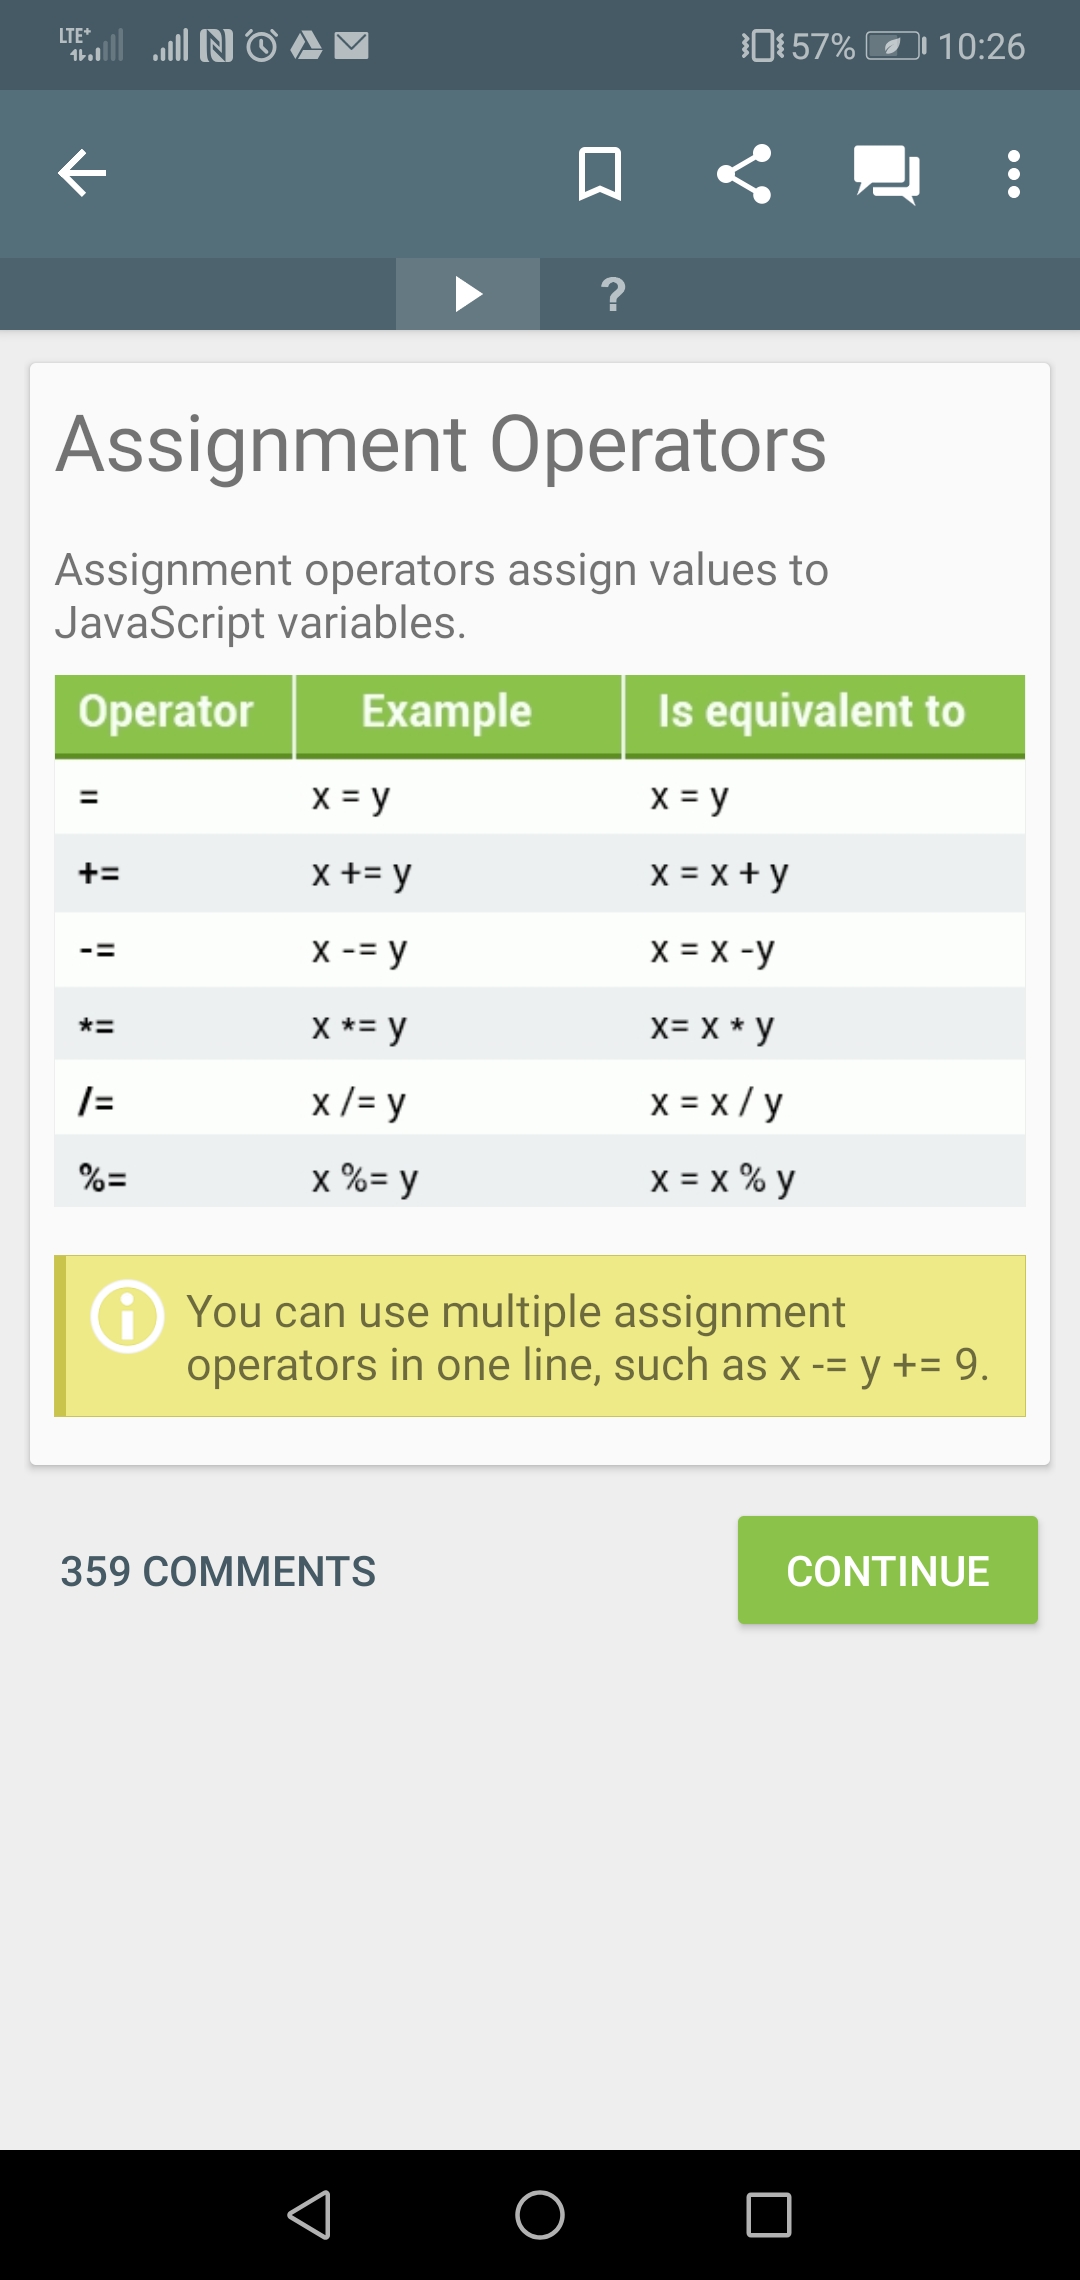 LTE+ 57% 10:26
?
Assignment Operators
Assignment operators assign values to
JavaScript variables.
Operator Example Is equivalent to
= x = y x = y
+= x += y x = x + y
-= x -= y x = x -y
*= x *= y x= x * y
/= x /= y x = x / y
%= x %= y x = x % y
You can use multiple assignment
operators in one line, such as x -= y += 9.
359 COMMENTS CONTINUE